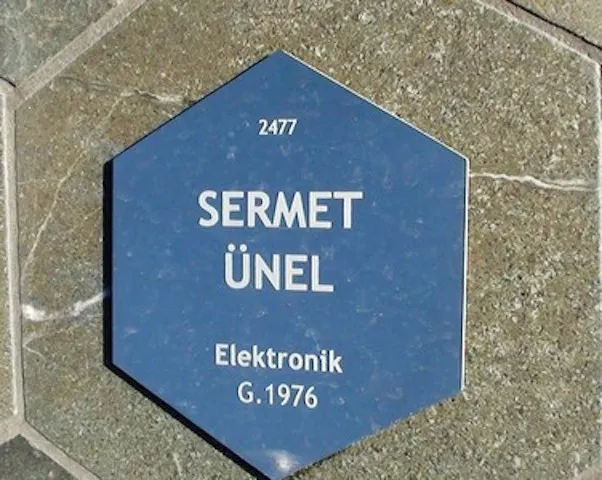 2477
SERMET
ÜNEL
Elektronik
G.1976